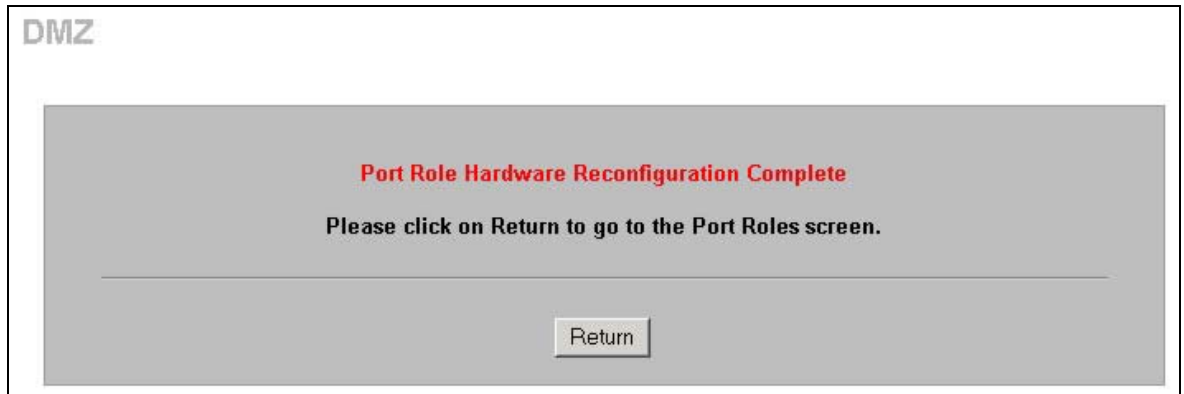 DMZ
Port Role Hardware Reconfiguration Complete
Please click on Return to go to the Port Roles screen.
Return